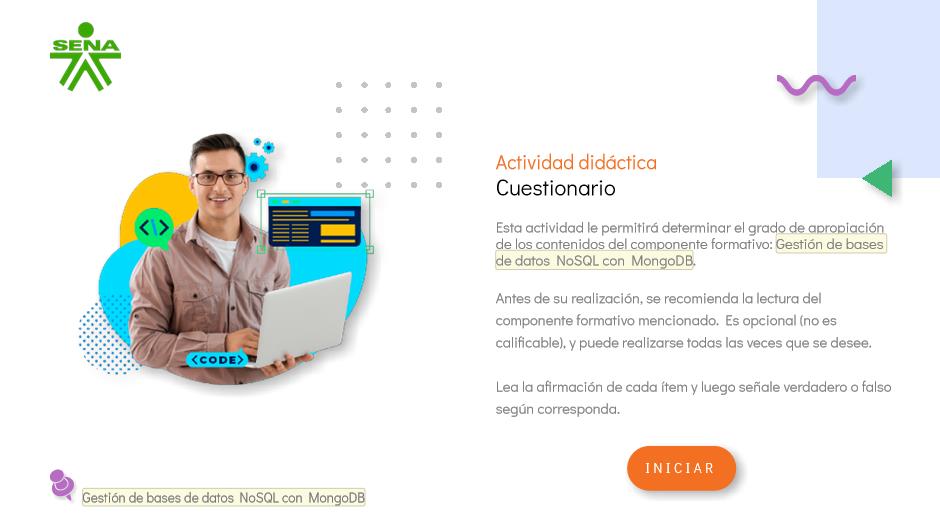 SENA
Actividad didáctica
Cuestionario
Esta actividad le permitirá determinar el grado de apropiación
de los contenidos del componente formativo: Gestión de bases
de datos NoSQL con MongoDB.
Antes de su realización, se recomienda la lectura del
componente formativo mencionado. Es opcional (no es
calificable), y puede realizarse todas las veces que se desee.
Lea la afirmación de cada ítem y luego señale verdadero o falso
según corresponda.
</>
<CODE>
INICIAR
Gestión de bases de datos NoSQL con MongoDB